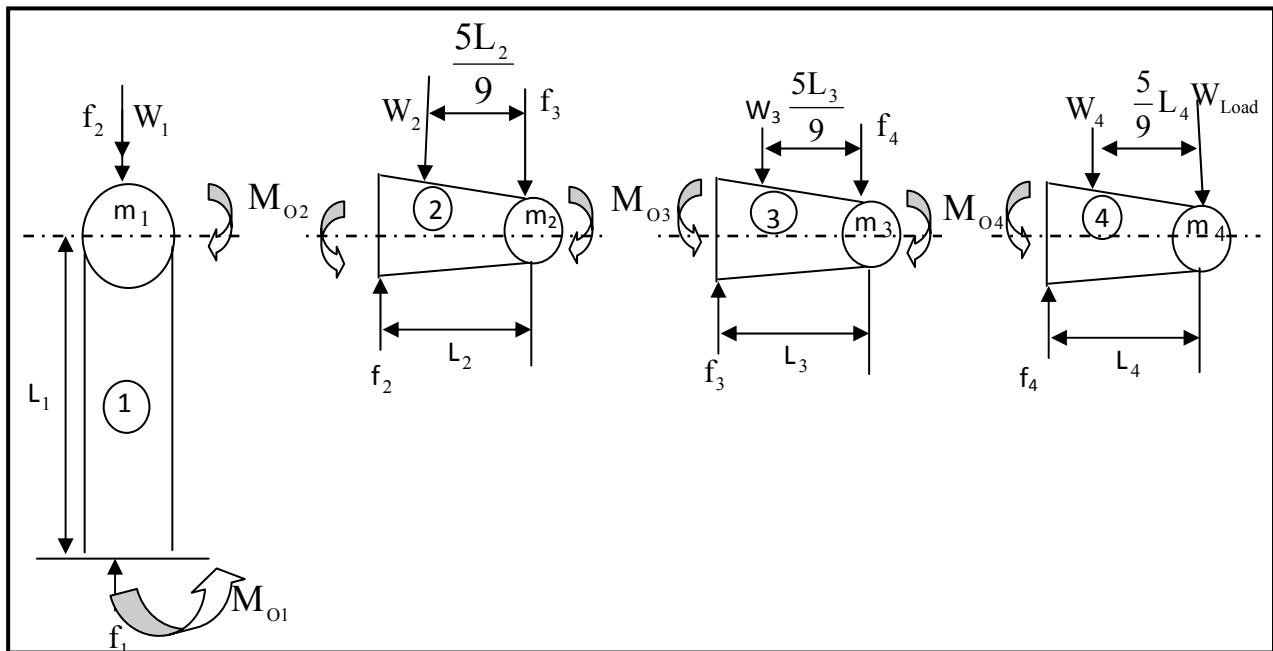 f₂ W₁
m₁
M_O2
L₁
1
f₁
M_O1
5L₂/9
W₂
f₃
2
m₂
f₂
L₂
M_O3
W₃
5L₃/9
f₄
3
m₃
f₃
L₃
M_O4
W₄
5/9 L₄
W_Load
4
m₄
f₄
L₄